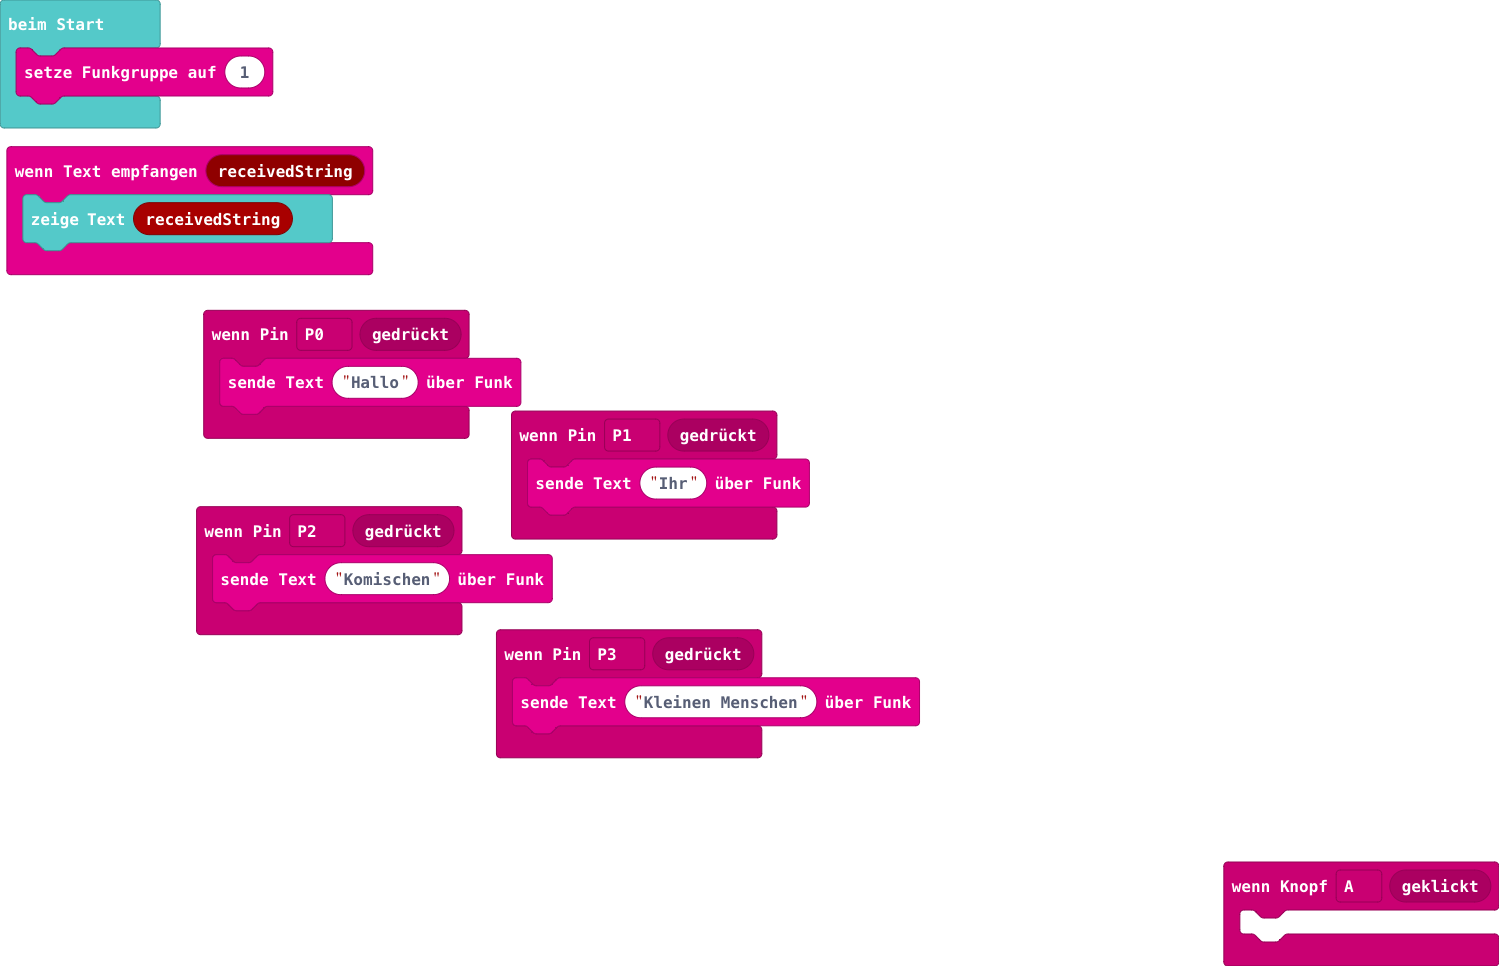 beim Start
setze Funkgruppe auf 1
wenn Text empfangen receivedString
zeige Text receivedString
wenn Pin P0 gedrückt
sende Text "Hallo" über Funk
wenn Pin P1 gedrückt
sende Text "Ihr" über Funk
wenn Pin P2 gedrückt
sende Text "Komischen" über Funk
wenn Pin P3 gedrückt
sende Text "Kleinen Menschen" über Funk
wenn Knopf A geklickt